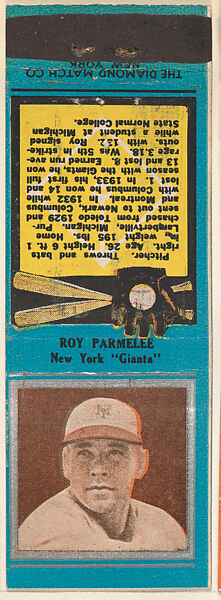 THE DIAMOND MATCH CO.
NEW YORK
Pitcher. Throws and bats
right. Age, 26. Height, 6 ft. 1
weight, 195 lbs. Home
Lambertville, Michigan. Pur-
chased from Toledo 1929 and
sent out to Newark, Columbus
and Montreal. In 1932
with Columbus he won 14 and
lost 1. In 1933, his first full
season with the Giants, he won
13 and lost 8. Earned run ave-
rage 3.18. Was 5th in strike-
outs, 132. Roy signed
while a student at Michigan
State Normal College.
ROY PARMELEE
New York "Giants"
NY